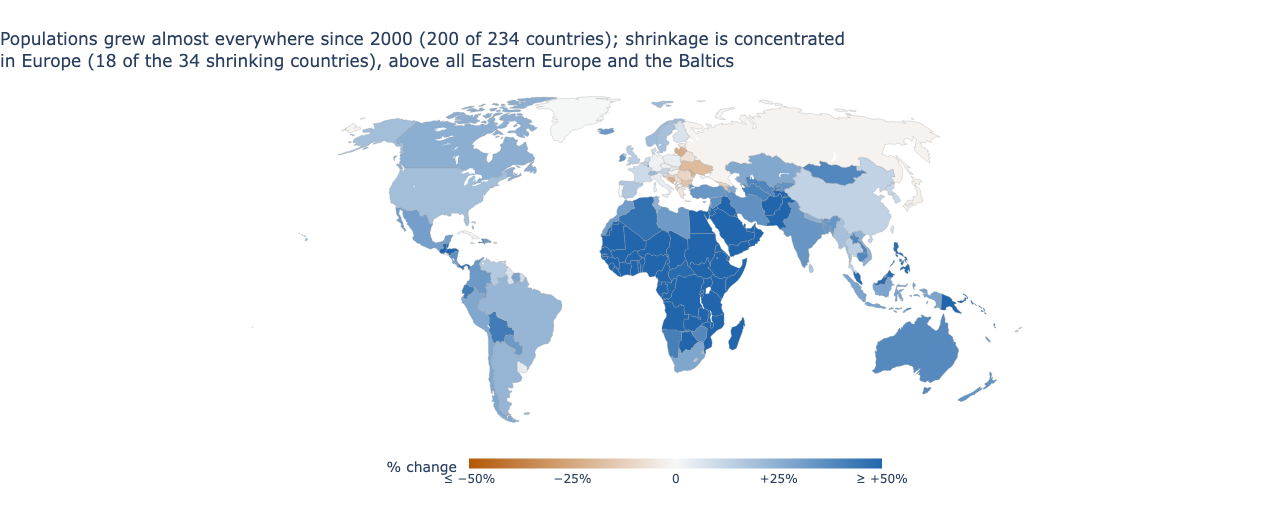 Populations grew almost everywhere since 2000 (200 of 234 countries); shrinkage is concentrated
in Europe (18 of the 34 shrinking countries), above all Eastern Europe and the Baltics
% change
≤ −50%
−25%
0
+25%
≥ +50%